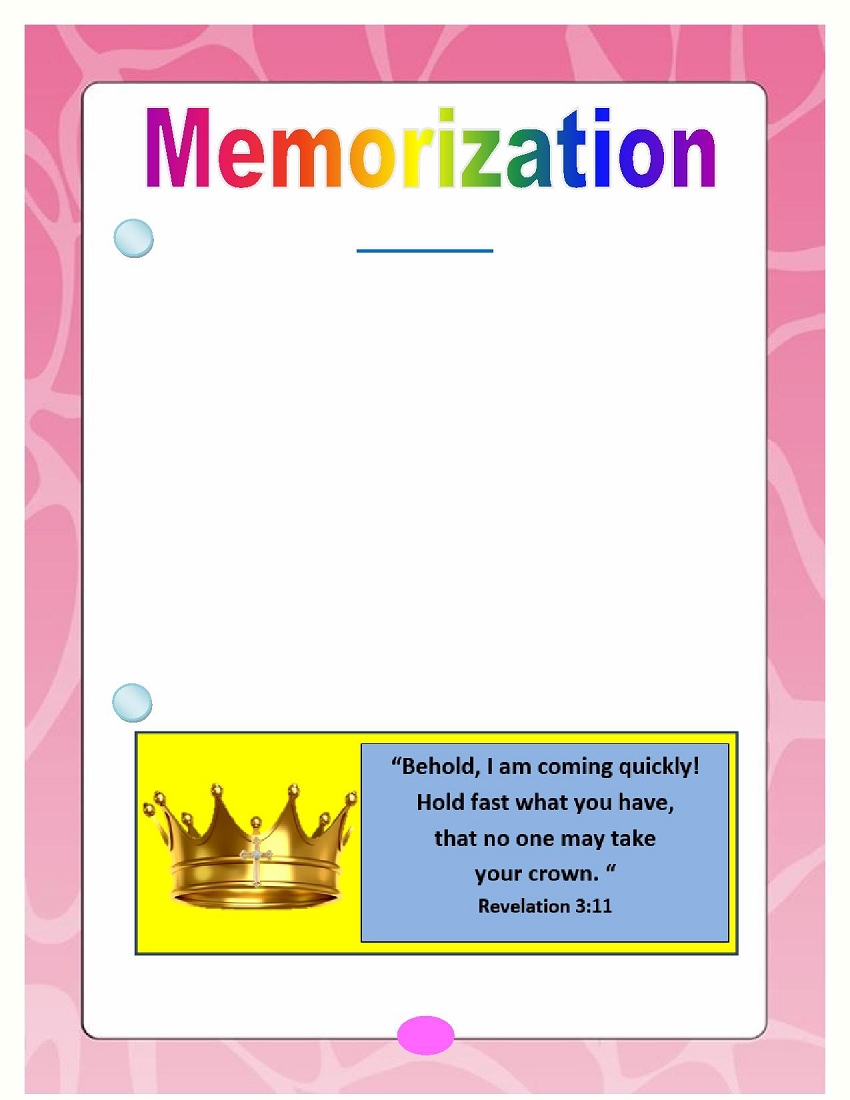 Memorization
“Behold, I am coming quickly!
Hold fast what you have,
that no one may take
your crown. “
Revelation 3:11